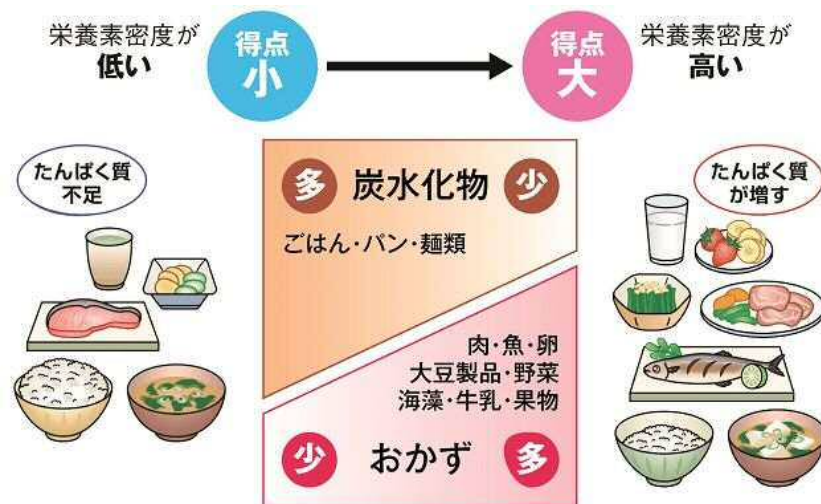 栄養素密度が
低い
得点
小
得点
大
栄養素密度が
高い
たんぱく質
不足
多 炭水化物 少
ごはん・パン・麺類
肉・魚・卵
大豆製品・野菜
海藻・牛乳・果物
少 おかず 多
たんぱく質
が増す